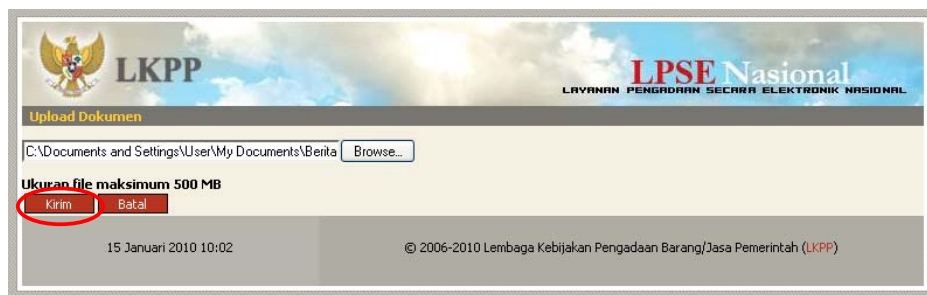 LKPP
LPSE Nasional
LAYANAN PENGADAAN SECARA ELEKTRONIK NASIONAL
Upload Dokumen
C:\Documents and Settings\User\My Documents\Berita Browse...
Ukuran file maksimum 500 MB
Kirim Batal
15 Januari 2010 10:02 © 2006-2010 Lembaga Kebijakan Pengadaan Barang/Jasa Pemerintah (LKPP)